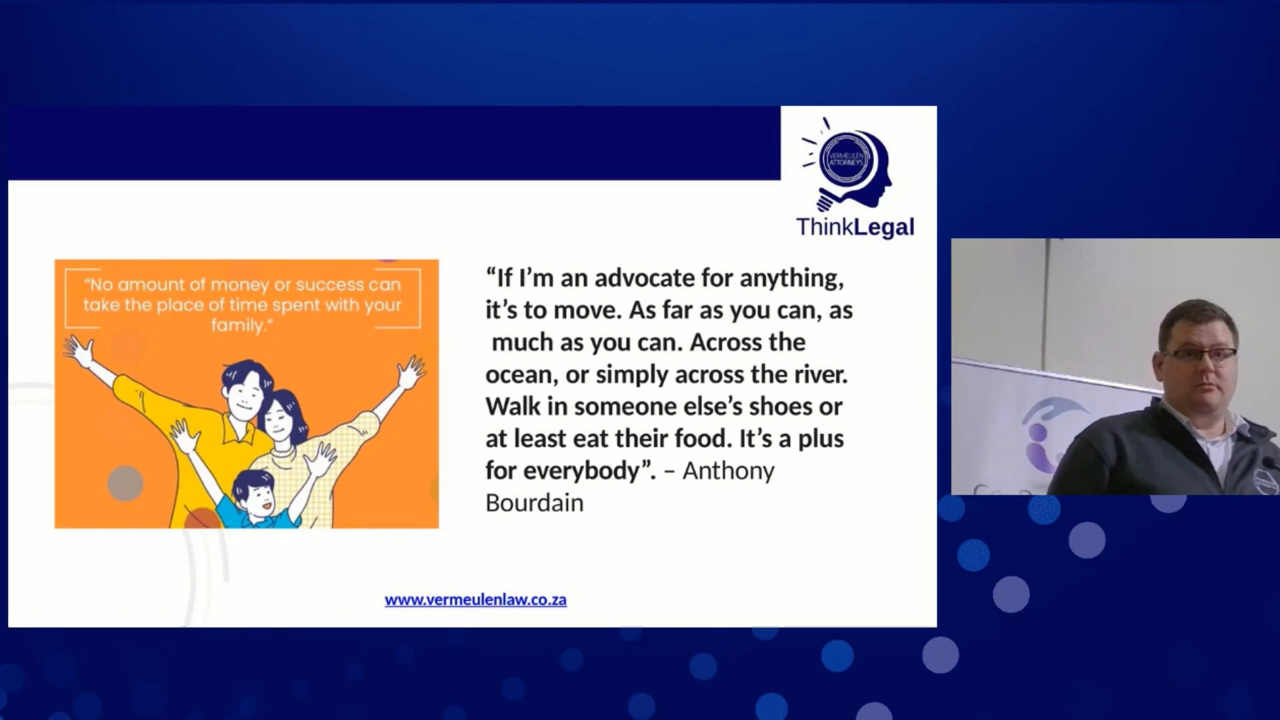 VERMEULEN
ATTORNEYS
ThinkLegal
“No amount of money or success can
take the place of time spent with your
family.”
“If I’m an advocate for anything,
it’s to move. As far as you can, as
much as you can. Across the
ocean, or simply across the river.
Walk in someone else’s shoes or
at least eat their food. It’s a plus
for everybody”. – Anthony
Bourdain
www.vermeulenlaw.co.za